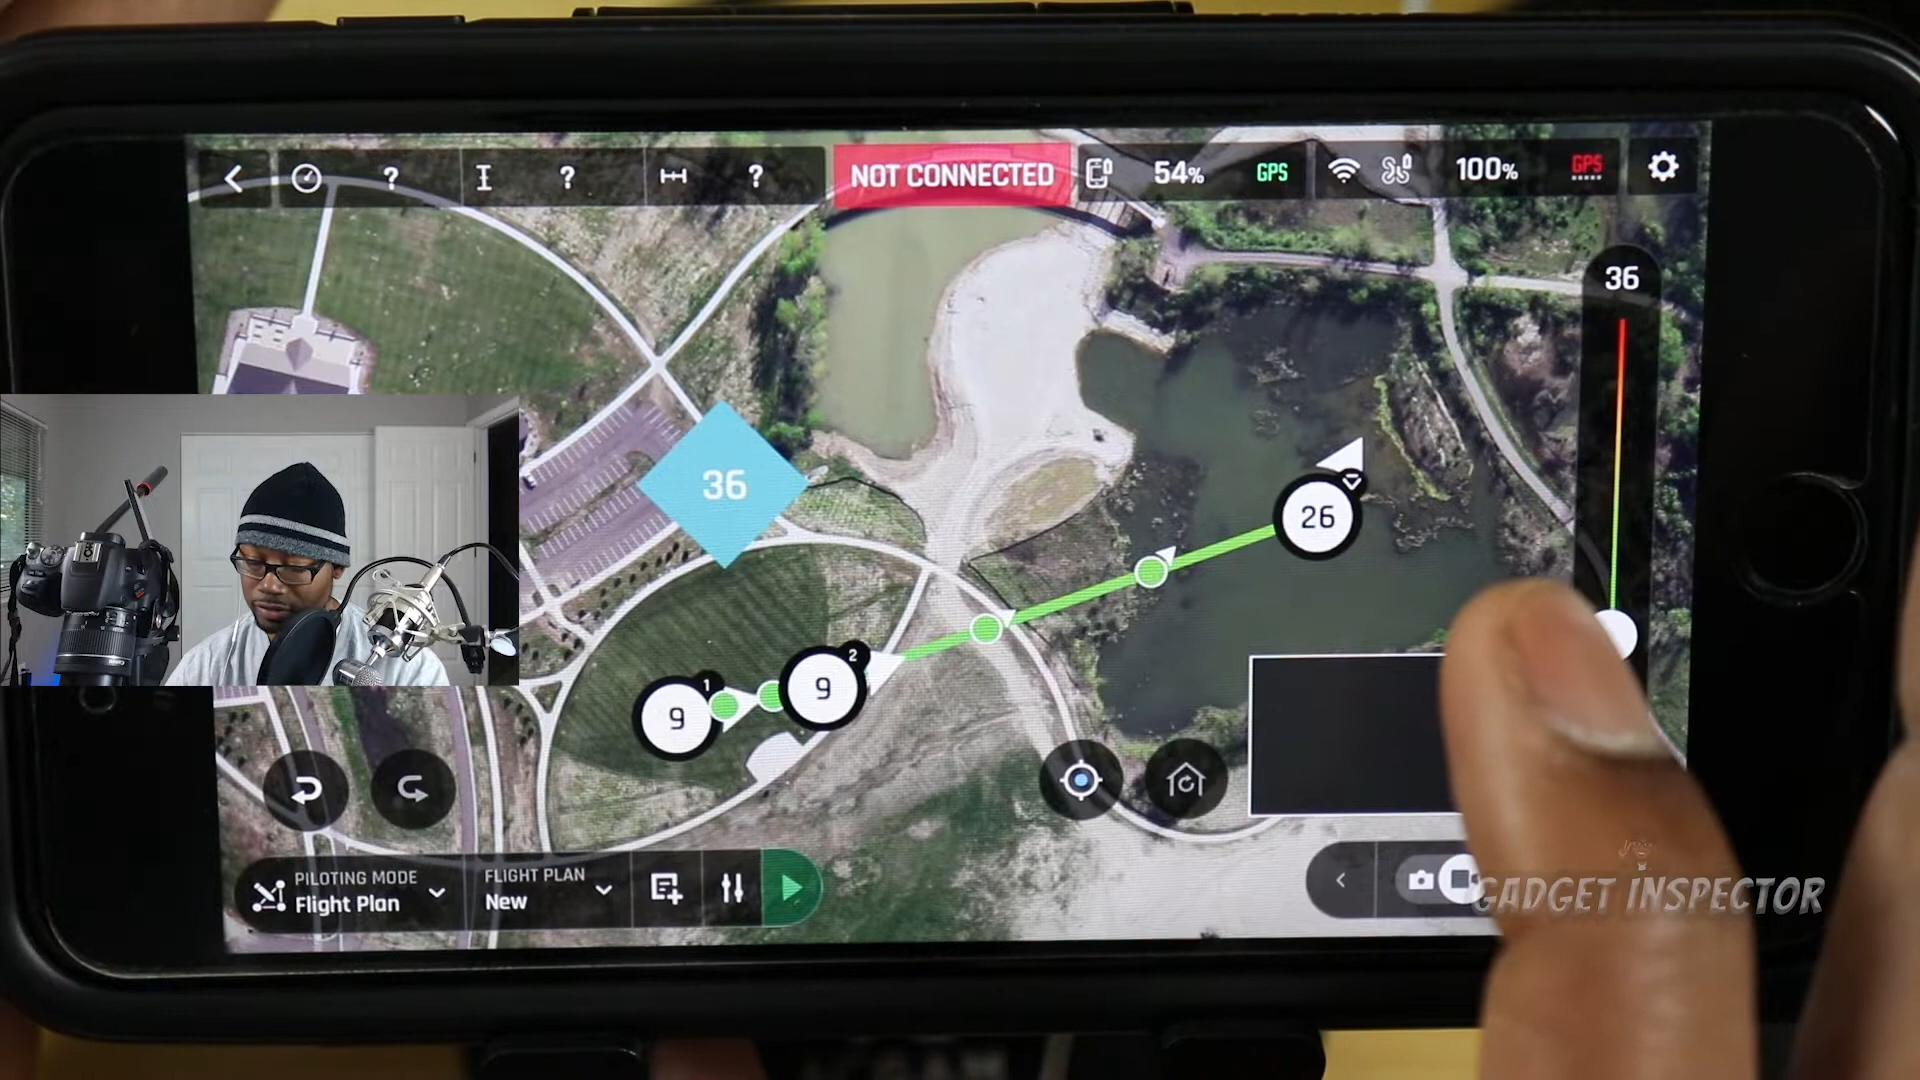 ? ? ? NOT CONNECTED 54% GPS 100% GPS
36
36
26
1
9
2
9
PILOTING MODE
Flight Plan
FLIGHT PLAN
New
GADGET INSPECTOR
Canon